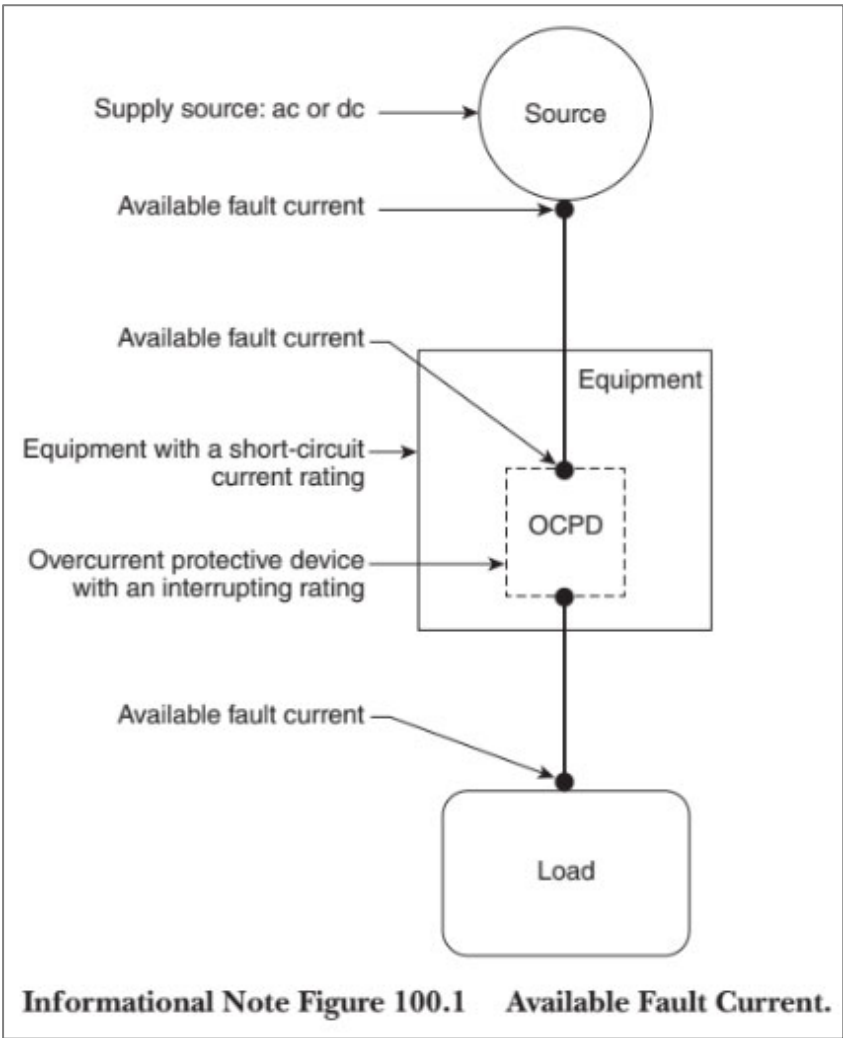 Supply source: ac or dc
Source
Available fault current
Available fault current
Equipment
Equipment with a short-circuit
current rating
OCPD
Overcurrent protective device
with an interrupting rating
Available fault current
Load
Informational Note Figure 100.1 Available Fault Current.